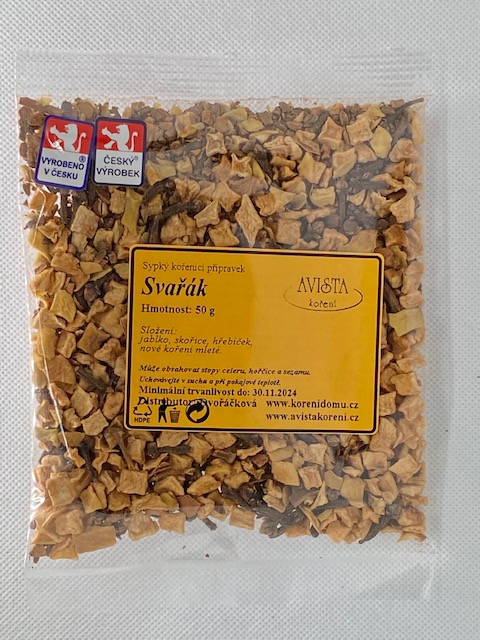 VYROBENO
V ČESKU
ČESKÝ
VÝROBEK
Sypký kořenící přípravek
Svařák
Hmotnost: 50 g
AVISTA
koření
Složení:
jablko, skořice, hřebíček,
nové koření mleté.
Může obsahovat stopy celeru, hořčice a sezamu.
Uchovávejte v suchu a při pokojové teplotě.
Minimální trvanlivost do: 30.11.2024
Distributor: Dvořáčková www.korenidomu.cz
www.avistakoreni.cz
HDPE